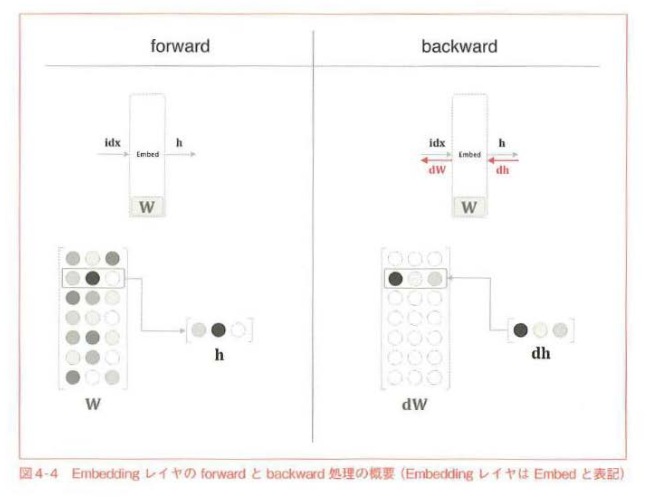 forward
backward
idx
Embed
h
W
idx
Embed
h
dW
dh
W
h
W
dh
dW
図4-4 Embedding レイヤの forward と backward 処理の概要(Embedding レイヤは Embed と表記)